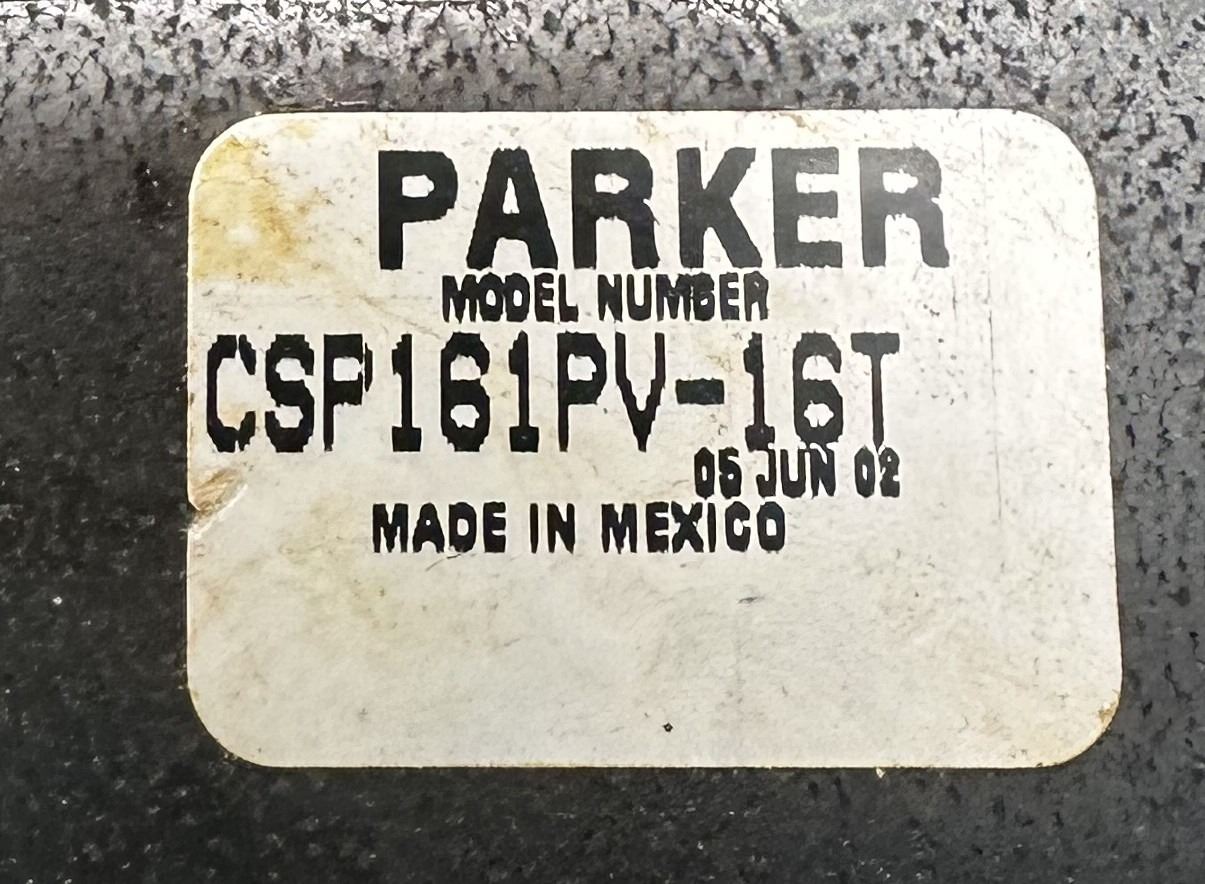 PARKER
MODEL NUMBER
CSP161PV-16T
05 JUN 02
MADE IN MEXICO